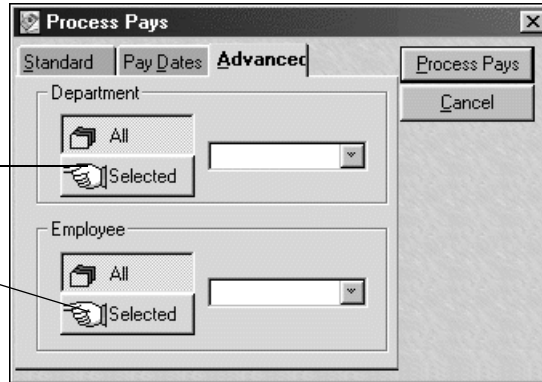 Process Pays
Standard Pay Dates Advanced
Process Pays
Cancel
Department
All
Selected
Employee
All
Selected